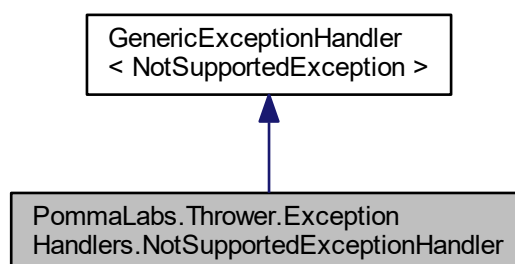 GenericExceptionHandler
< NotSupportedException >
PommaLabs.Thrower.Exception
Handlers.NotSupportedExceptionHandler